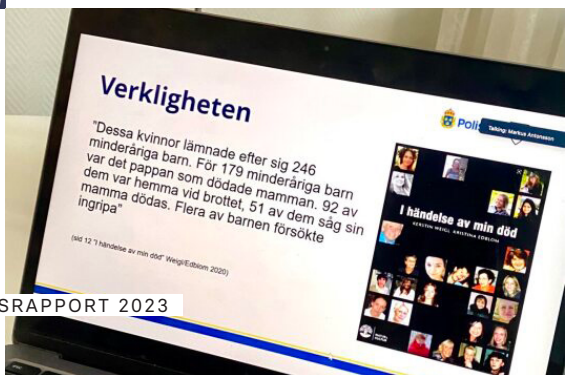 Verkligheten
"Dessa kvinnor lämnade efter sig 246
minderåriga barn. För 179 minderåriga barn
var det pappan som dödade mamman. 92 av
dem var hemma vid brottet, 51 av dem såg sin
mamma dödas. Flera av barnen försökte
ingripa"
(sid 12 "I händelse av min död" Weigl/Edblom 2020)
Talking: Markus Antonsson
I händelse av min död
KERSTIN WEIGL, KRISTINA EDBLOM
SRAPPORT 2023